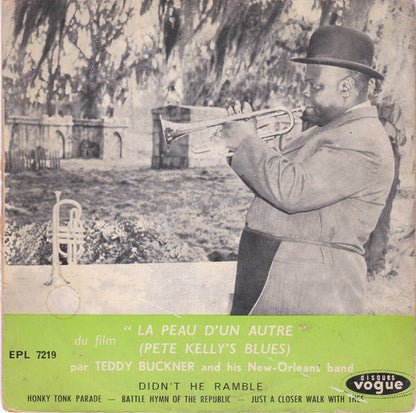 " LA PEAU D'UN AUTRE "
du film
(PETE KELLY'S BLUES)
EPL 7219
par TEDDY BUCKNER and his New-Orleans band
DIDN'T HE RAMBLE
HONKY TONK PARADE - BATTLE HYMN OF THE REPUBLIC - JUST A CLOSER WALK WITH THEE
disques
vogue